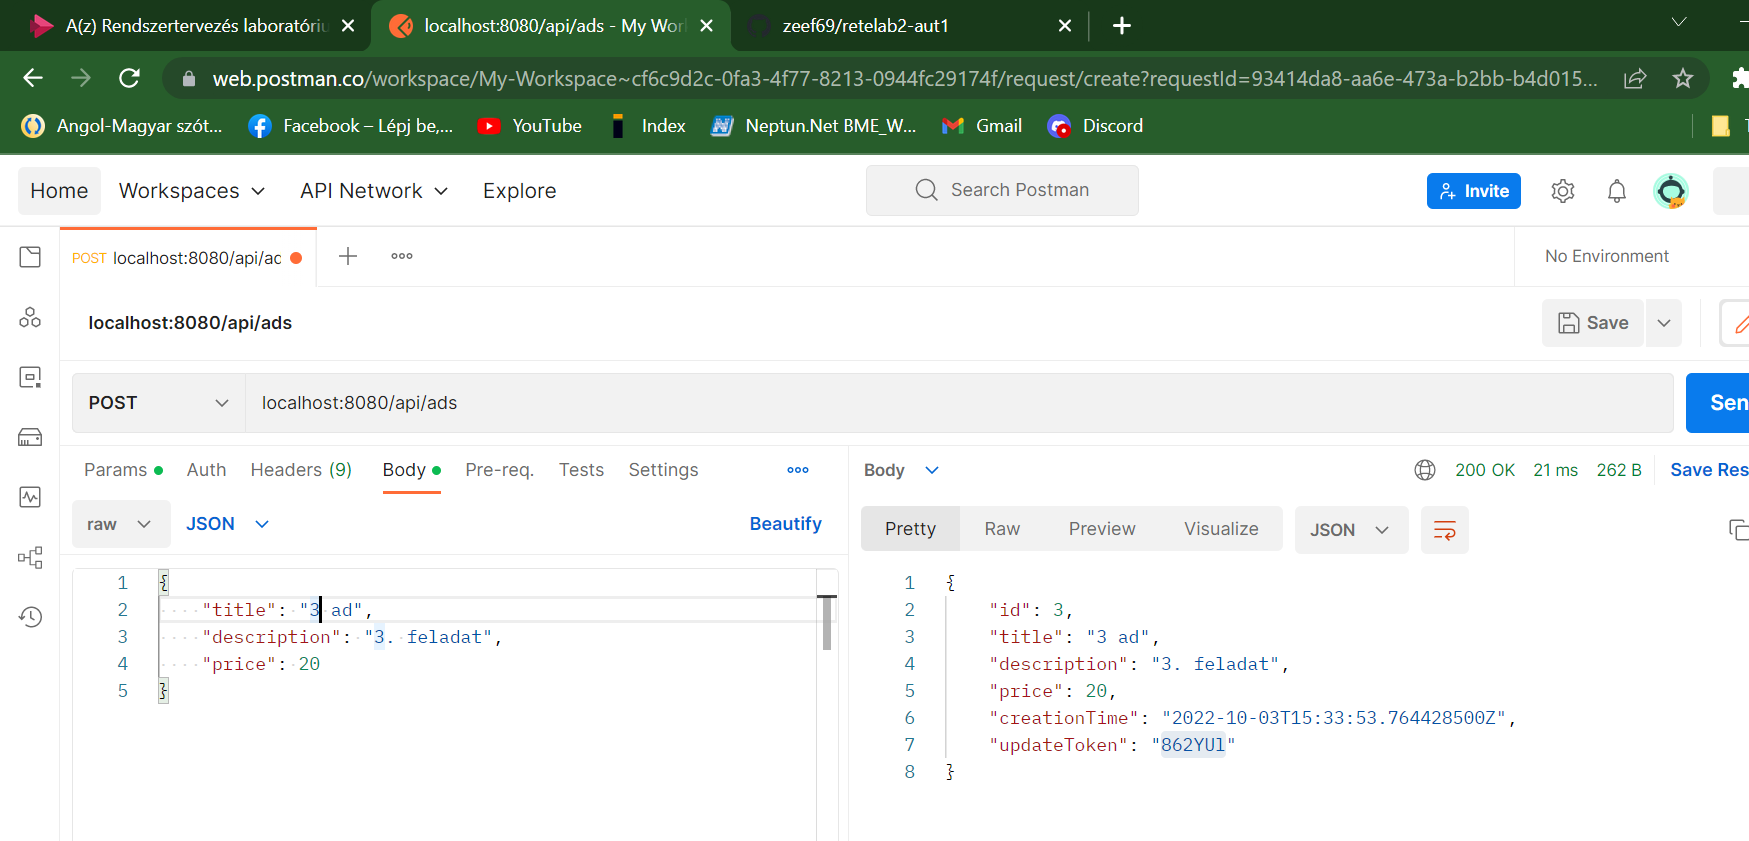 A(z) Rendszertervezés laboratóriu
localhost:8080/api/ads - My Wor
zeef69/retelab2-aut1
web.postman.co/workspace/My-Workspace~cf6c9d2c-0fa3-4f77-8213-0944fc29174f/request/create?requestId=93414da8-aa6e-473a-b2bb-b4d015...
Angol-Magyar szót... Facebook – Lépj be,... YouTube Index Neptun.Net BME_W... Gmail Discord
Home Workspaces API Network Explore Search Postman Invite
POST localhost:8080/api/ad No Environment
localhost:8080/api/ads Save
POST localhost:8080/api/ads Sen
Params Auth Headers (9) Body Pre-req. Tests Settings
Body 200 OK 21 ms 262 B Save Res
raw JSON Beautify
Pretty Raw Preview Visualize JSON
1 {
2 "title": "3 ad",
3 "description": "3. feladat",
4 "price": 20
5 }
1 {
2 "id": 3,
3 "title": "3 ad",
4 "description": "3. feladat",
5 "price": 20,
6 "creationTime": "2022-10-03T15:33:53.764428500Z",
7 "updateToken": "862YUl"
8 }